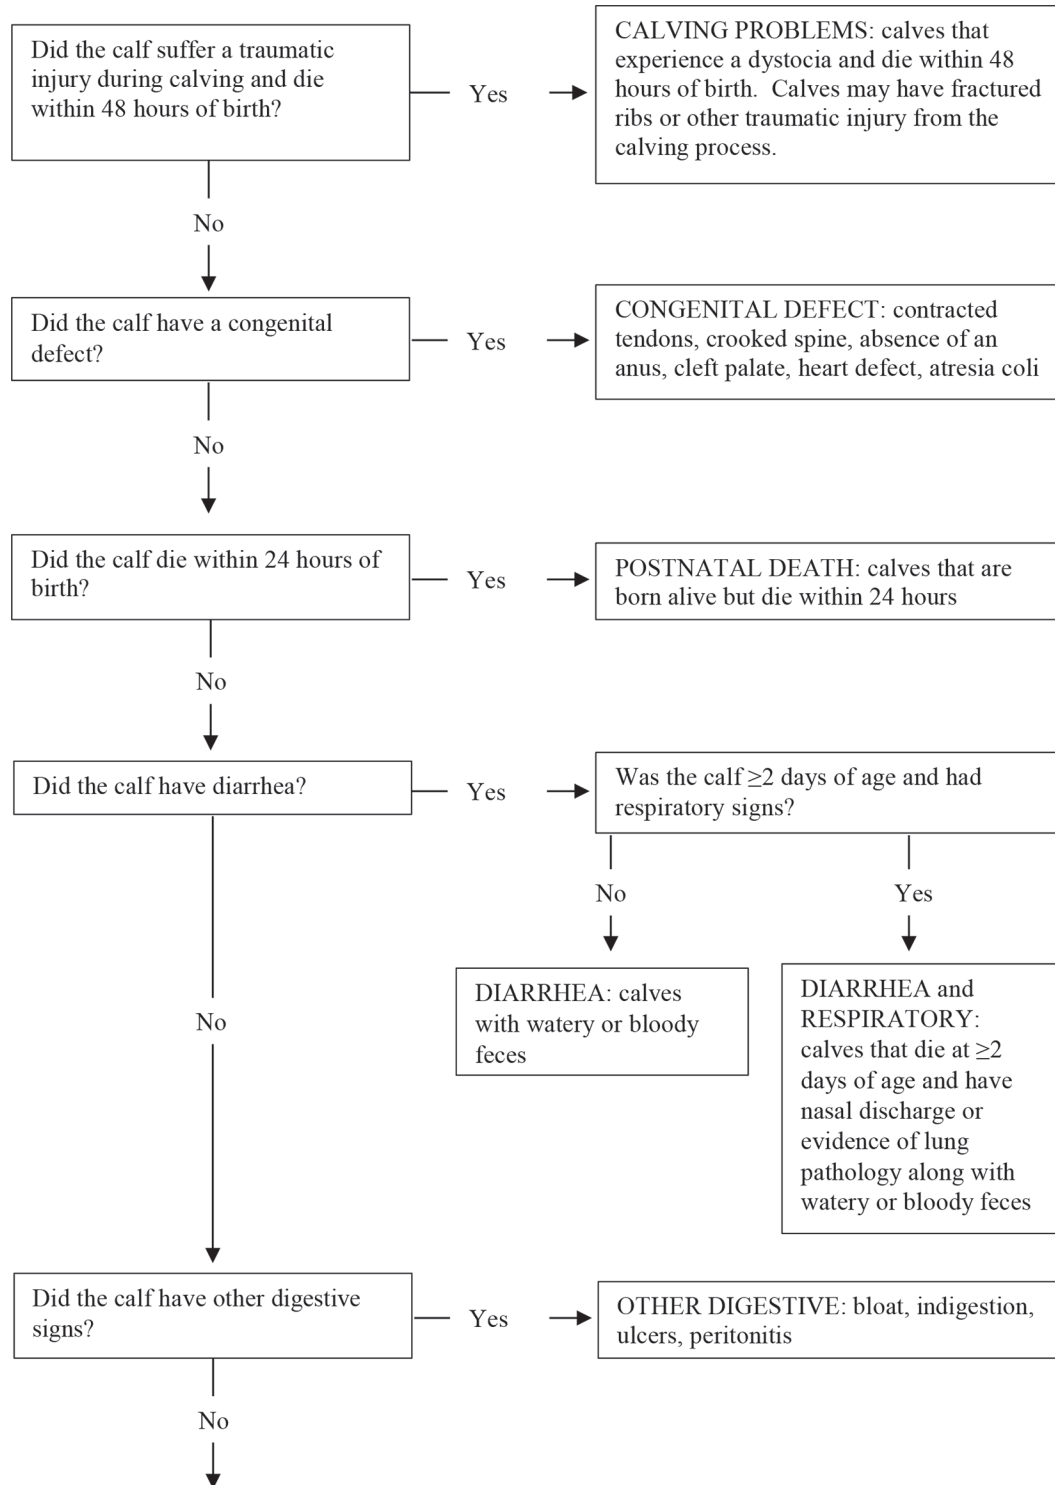 Did the calf suffer a traumatic
injury during calving and die
within 48 hours of birth?
Yes
CALVING PROBLEMS: calves that
experience a dystocia and die within 48
hours of birth.  Calves may have fractured
ribs or other traumatic injury from the
calving process.
No
Did the calf have a congenital
defect?
Yes
CONGENITAL DEFECT: contracted
tendons, crooked spine, absence of an
anus, cleft palate, heart defect, atresia coli
No
Did the calf die within 24 hours of
birth?
Yes
POSTNATAL DEATH: calves that are
born alive but die within 24 hours
No
Did the calf have diarrhea?
Yes
Was the calf ≥2 days of age and had
respiratory signs?
No
Yes
DIARRHEA: calves
with watery or bloody
feces
DIARRHEA and
RESPIRATORY:
calves that die at ≥2
days of age and have
nasal discharge or
evidence of lung
pathology along with
watery or bloody feces
No
Did the calf have other digestive
signs?
Yes
OTHER DIGESTIVE: bloat, indigestion,
ulcers, peritonitis
No